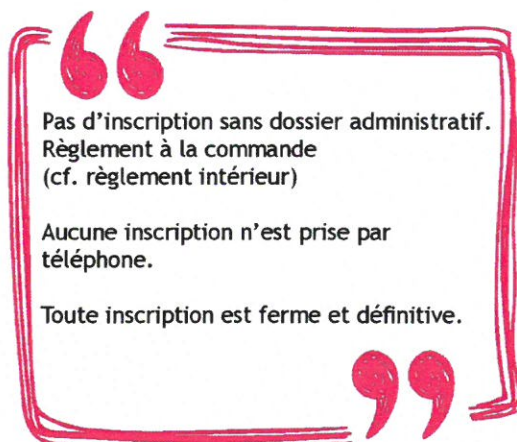 Pas d'inscription sans dossier administratif.
Règlement à la commande
(cf. règlement intérieur)
Aucune inscription n'est prise par
téléphone.
Toute inscription est ferme et définitive.